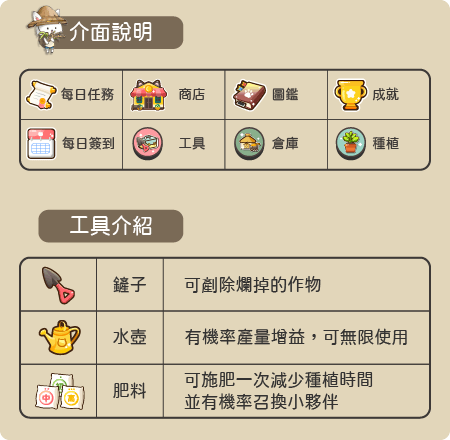 介面說明
每日任務 商店 圖鑑 成就
每日簽到 工具 倉庫 種植
工具介紹
鏟子 可剷除爛掉的作物
水壺 有機率產量增益，可無限使用
肥料 可施肥一次減少種植時間
並有機率召換小夥伴
中 萬